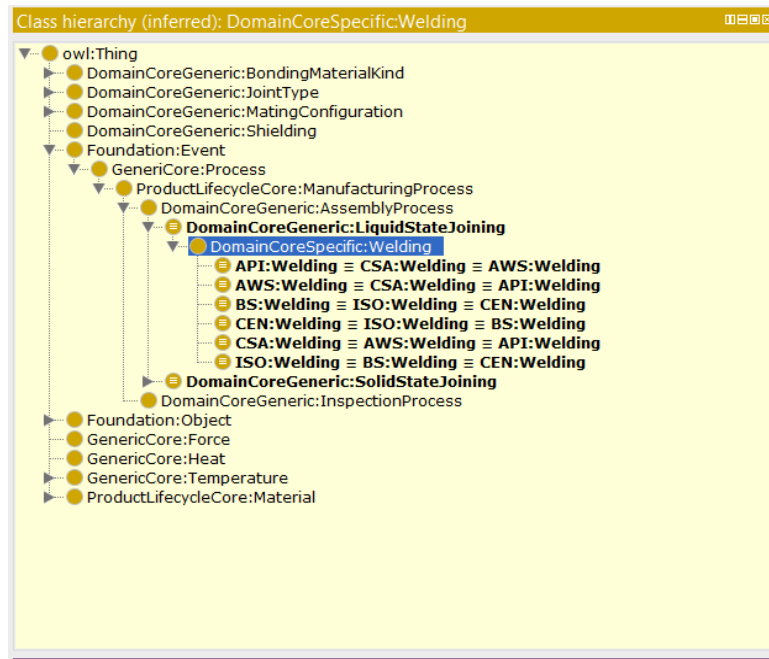 Class hierarchy (inferred): DomainCoreSpecific:Welding
owl:Thing
DomainCoreGeneric:BondingMaterialKind
DomainCoreGeneric:JointType
DomainCoreGeneric:MatingConfiguration
DomainCoreGeneric:Shielding
Foundation:Event
GeneriCore:Process
ProductLifecycleCore:ManufacturingProcess
DomainCoreGeneric:AssemblyProcess
DomainCoreGeneric:LiquidStateJoining
DomainCoreSpecific:Welding
API:Welding ≡ CSA:Welding ≡ AWS:Welding
AWS:Welding ≡ CSA:Welding ≡ API:Welding
BS:Welding ≡ ISO:Welding ≡ CEN:Welding
CEN:Welding ≡ ISO:Welding ≡ BS:Welding
CSA:Welding ≡ AWS:Welding ≡ API:Welding
ISO:Welding ≡ BS:Welding ≡ CEN:Welding
DomainCoreGeneric:SolidStateJoining
DomainCoreGeneric:InspectionProcess
Foundation:Object
GenericCore:Force
GenericCore:Heat
GenericCore:Temperature
ProductLifecycleCore:Material